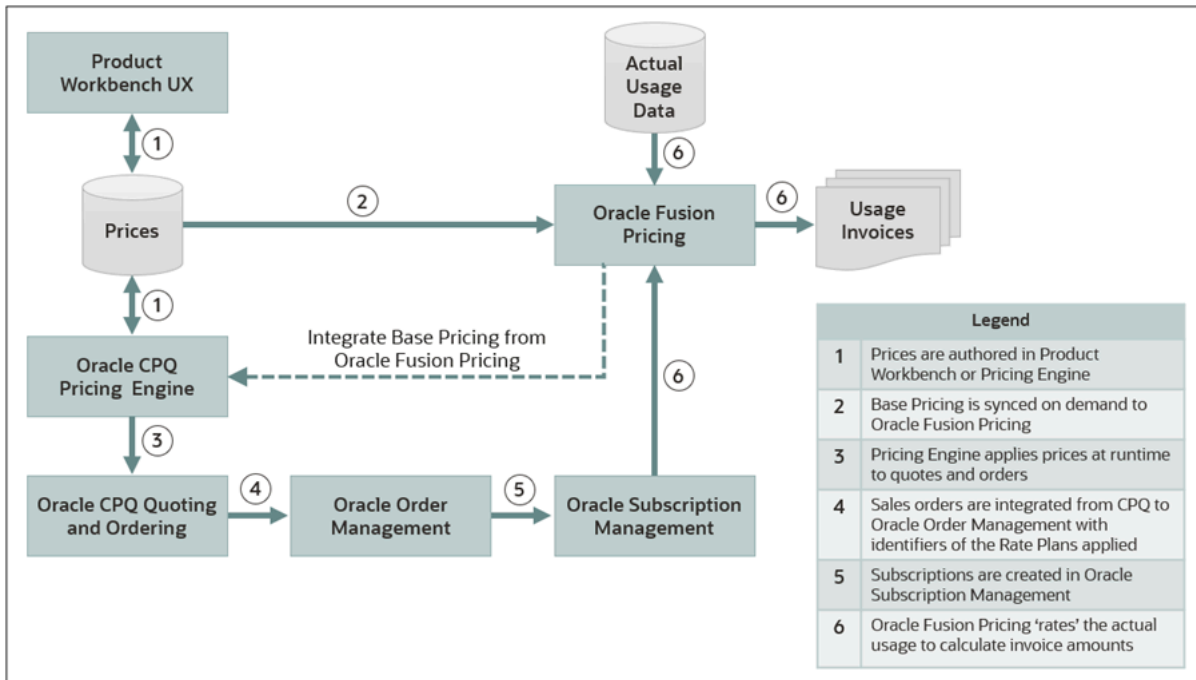 Product
Workbench UX
1
Prices
1
Oracle CPQ
Pricing Engine
3
Oracle CPQ Quoting
and Ordering
4
Oracle Order
Management
5
Oracle Subscription
Management
6
2
Actual
Usage
Data
6
Oracle Fusion
Pricing
6
Usage
Invoices
Integrate Base Pricing from
Oracle Fusion Pricing
Legend
1 Prices are authored in Product
Workbench or Pricing Engine
2 Base Pricing is synced on demand to
Oracle Fusion Pricing
3 Pricing Engine applies prices at runtime
to quotes and orders
4 Sales orders are integrated from CPQ to
Oracle Order Management with
identifiers of the Rate Plans applied
5 Subscriptions are created in Oracle
Subscription Management
6 Oracle Fusion Pricing ‘rates’ the actual
usage to calculate invoice amounts